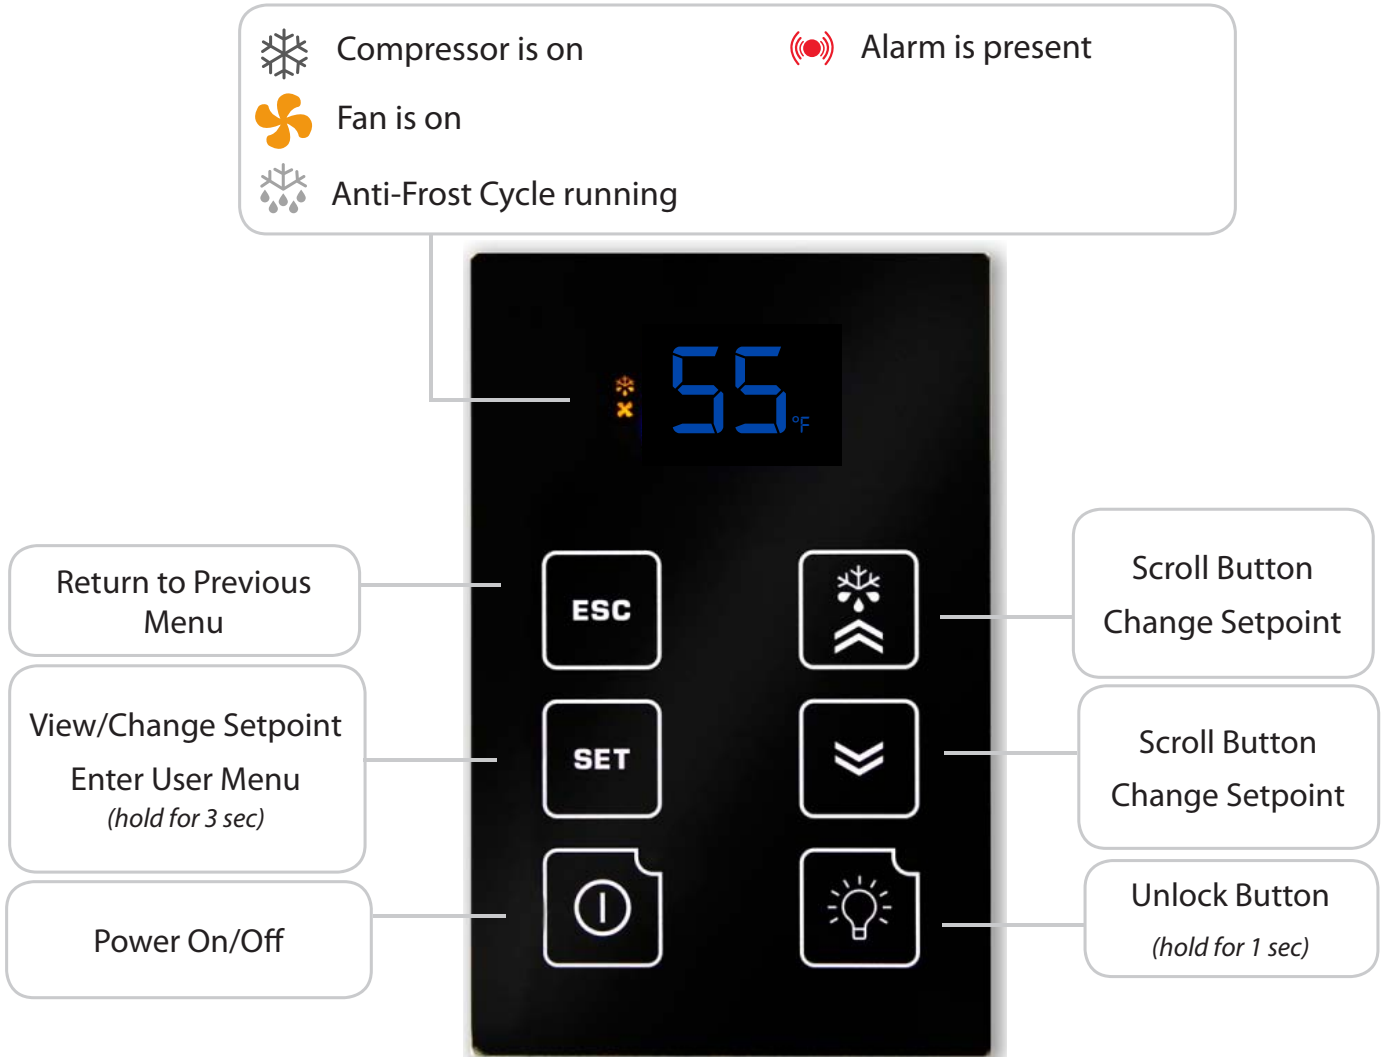 Compressor is on
Alarm is present
Fan is on
Anti-Frost Cycle running
55 °F
Return to Previous
Menu
ESC
Scroll Button
Change Setpoint
View/Change Setpoint
Enter User Menu
(hold for 3 sec)
SET
Scroll Button
Change Setpoint
Power On/Off
Unlock Button
(hold for 1 sec)